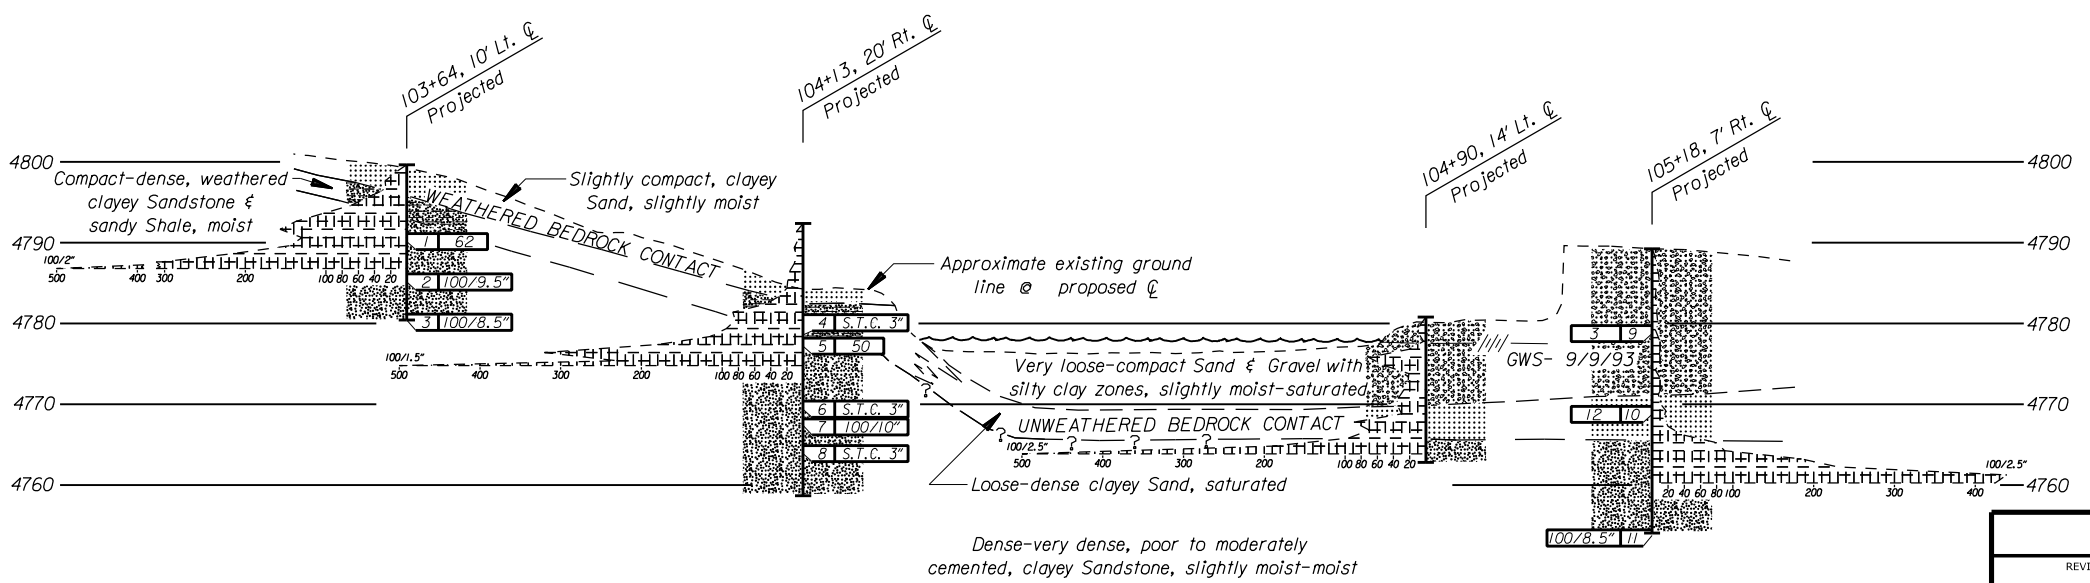 103+64, 10' Lt. ℄
Projected
104+13, 20' Rt. ℄
Projected
104+90, 14' Lt. ℄
Projected
105+18, 7' Rt. ℄
Projected
4800
4790
4780
4770
4760
4800
4790
4780
4770
4760
Compact-dense, weathered
clayey Sandstone &
sandy Shale, moist
Slightly compact, clayey
Sand, slightly moist
WEATHERED BEDROCK CONTACT
Approximate existing ground
line @ proposed ℄
1 62
2 100/9.5"
3 100/8.5"
100/2"
500 400 300 200 100 80 60 40 20
4 S.T.C. 3"
5 50
6 S.T.C. 3"
7 100/10"
8 S.T.C. 3"
100/1.5"
500 400 300 200 100 80 60 40 20
Very loose-compact Sand & Gravel with
silty clay zones, slightly moist-saturated
GWS- 9/9/93
UNWEATHERED BEDROCK CONTACT
? ? ? ? ?
100/2.5"
500 400 300 200 100 80 60 40 20
Loose-dense clayey Sand, saturated
3 9
12 10
100/8.5" 11
100/2.5"
20 40 60 80 100 200 300 400
Dense-very dense, poor to moderately
cemented, clayey Sandstone, slightly moist-moist
REVI